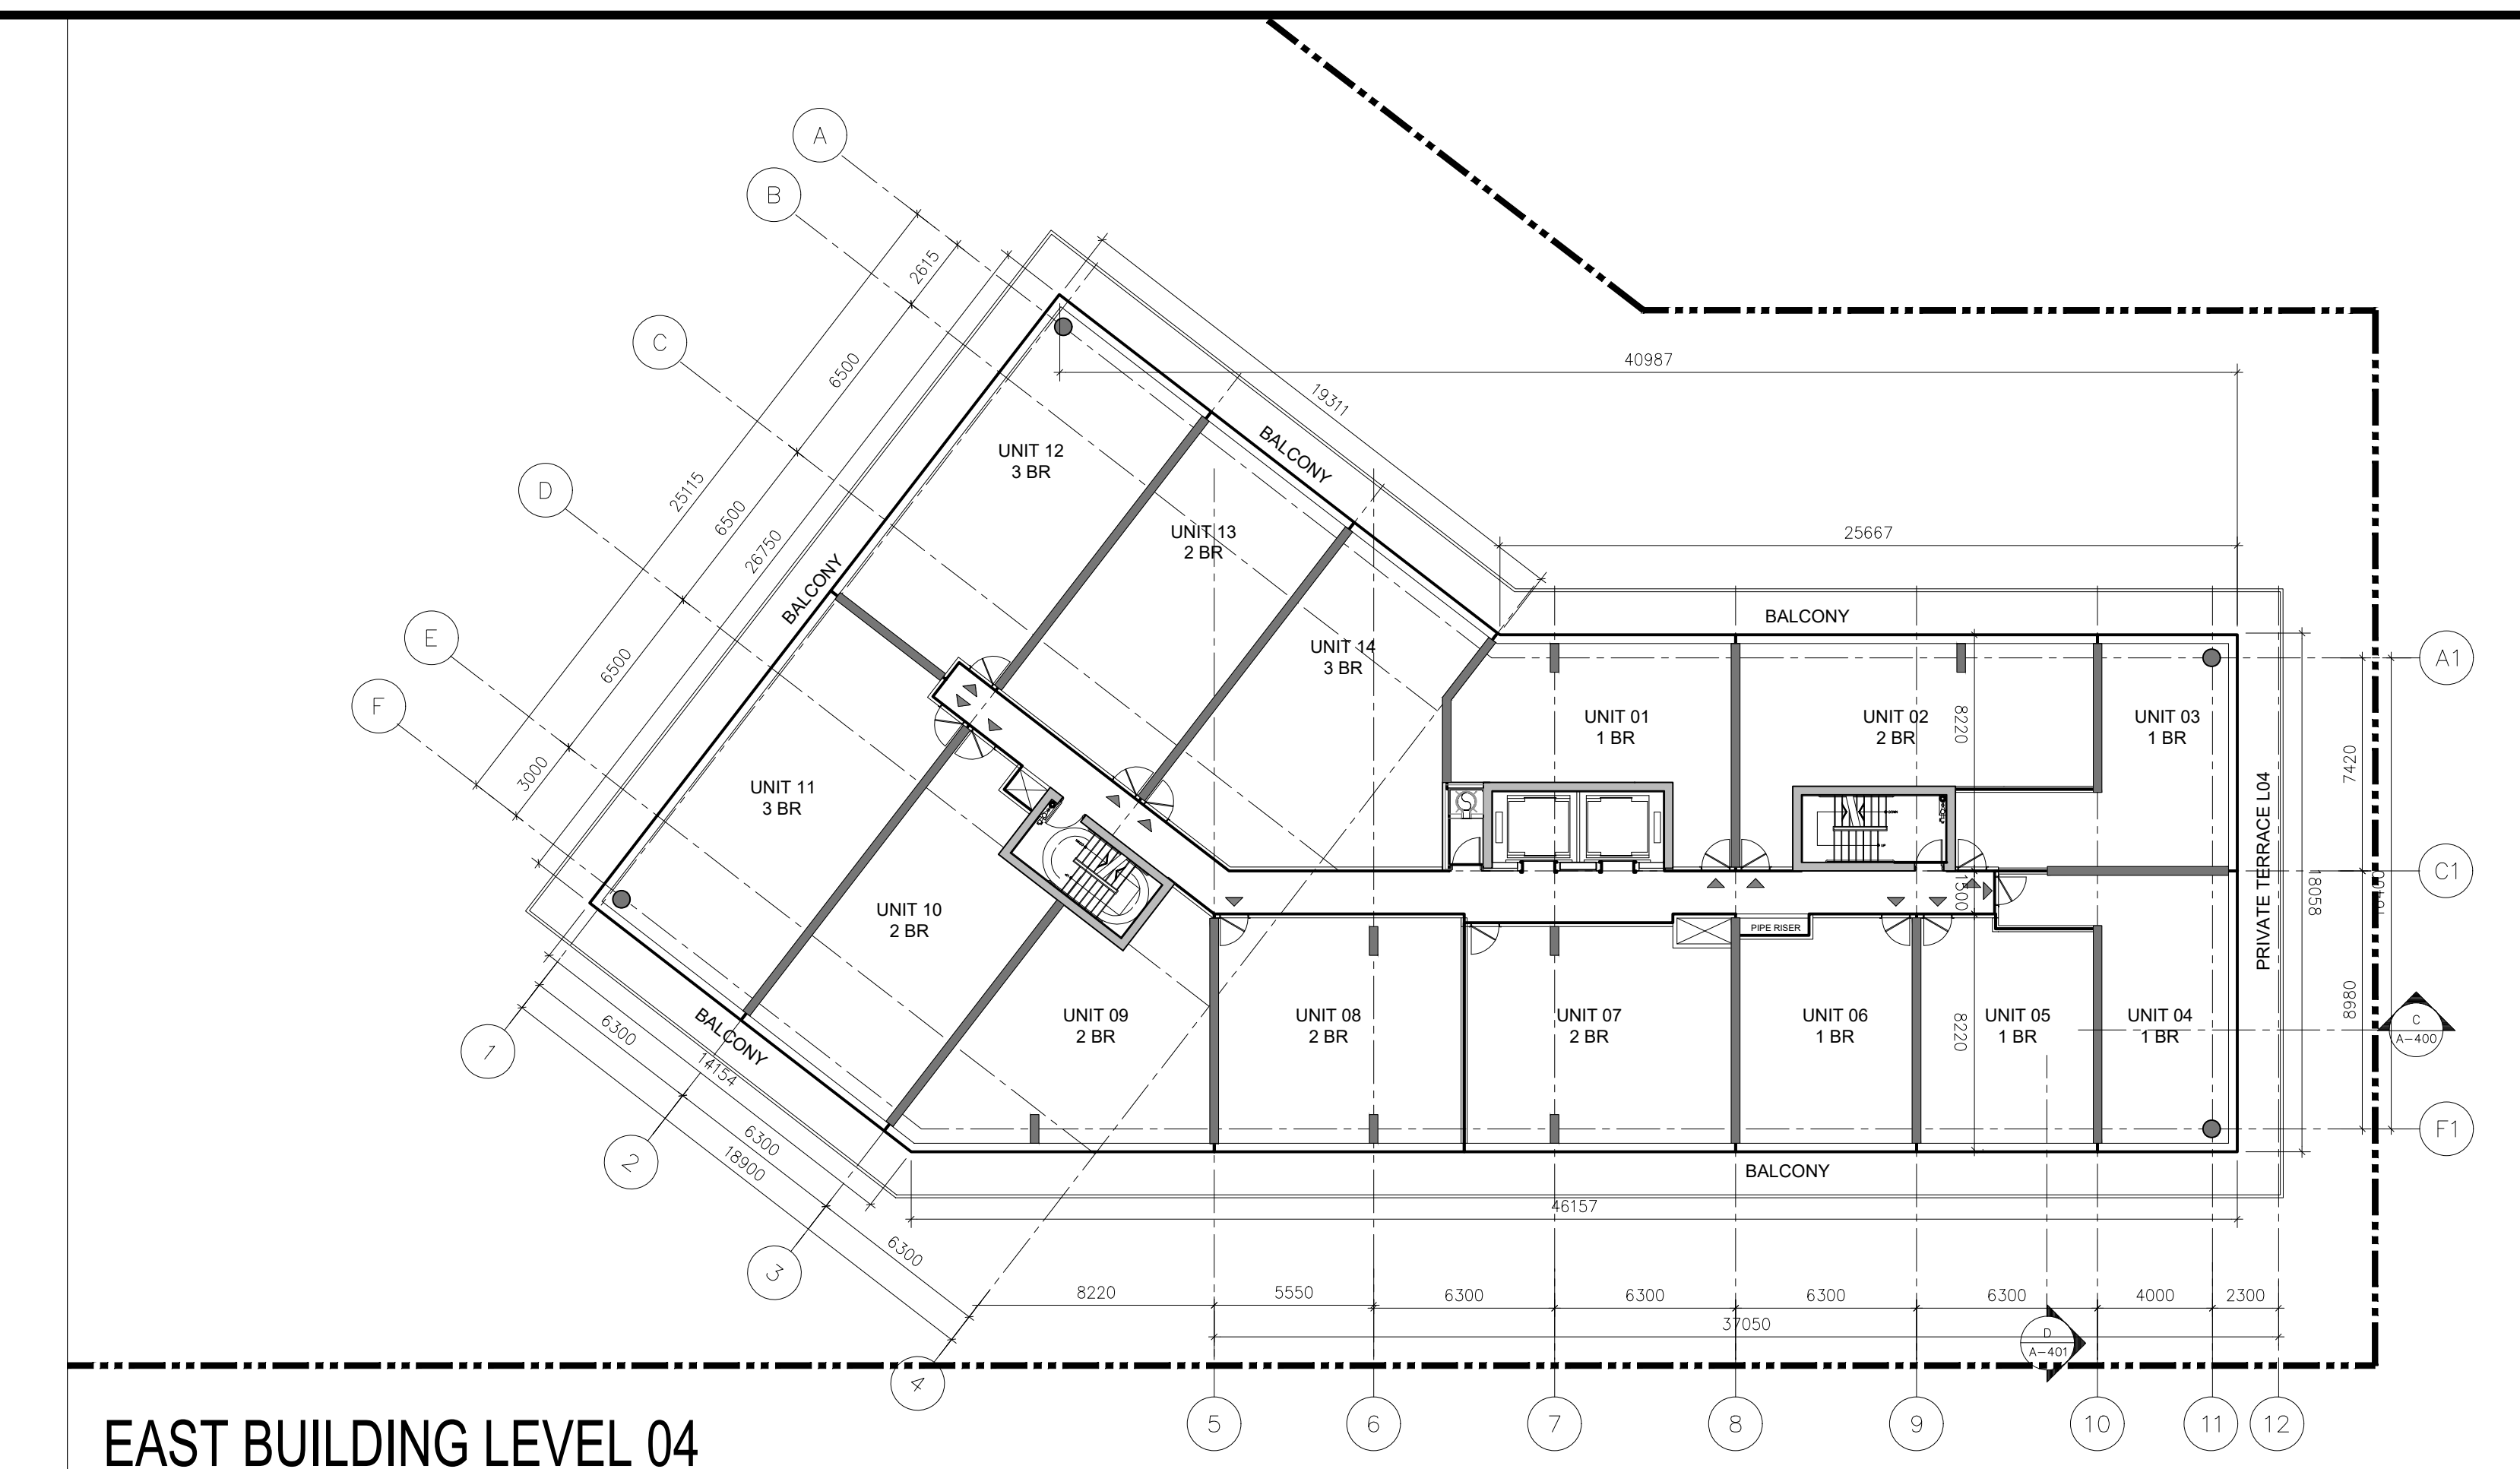 A
B
C
D
E
F
2615
6500
6500
6500
3000
25115
26750
19311
40987
25667
UNIT 12
3 BR
BALCONY
UNIT 13
2 BR
BALCONY
UNIT 14
3 BR
BALCONY
UNIT 01
1 BR
UNIT 02
2 BR
8220
UNIT 03
1 BR
A1
7420
PRIVATE TERRACE L04
18058
16400
C1
1500
UNIT 11
3 BR
UNIT 10
2 BR
PIPE RISER
UNIT 09
2 BR
UNIT 08
2 BR
UNIT 07
2 BR
UNIT 06
1 BR
8220
UNIT 05
1 BR
UNIT 04
1 BR
8980
C
A-400
F1
BALCONY
BALCONY
1
2
3
4
6300
14154
6300
18900
6300
46157
8220
5550
6300
6300
6300
6300
4000
2300
37050
D
A-401
5
6
7
8
9
10
11
12
EAST BUILDING LEVEL 04